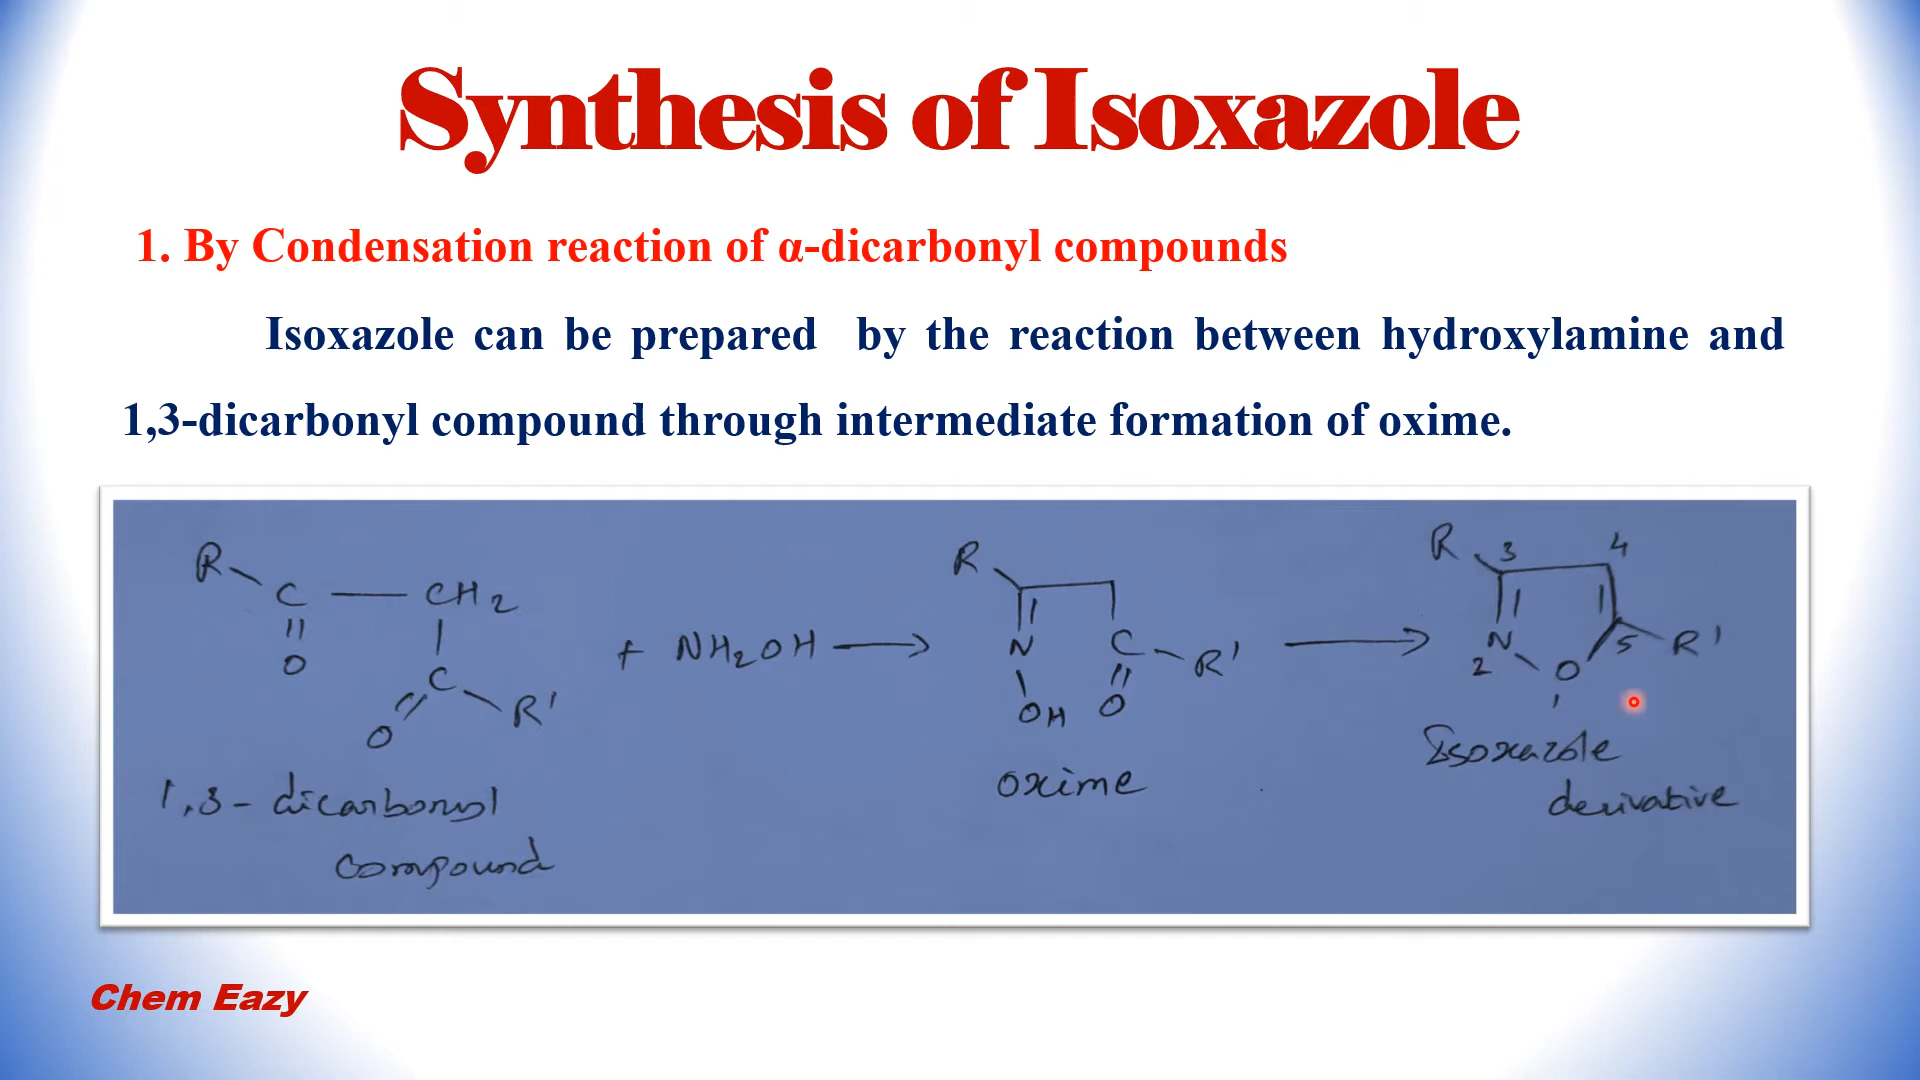 Synthesis of Isoxazole
1. By Condensation reaction of α-dicarbonyl compounds
Isoxazole can be prepared by the reaction between hydroxylamine and
1,3-dicarbonyl compound through intermediate formation of oxime.
R
C
CH2
O
C
R'
O
1,3-dicarbonyl
compound
+ NH2OH
R
N
C
R'
OH
O
oxime
R
3
4
N
2
O
5
R'
1
Isoxazole
derivative
Chem Eazy